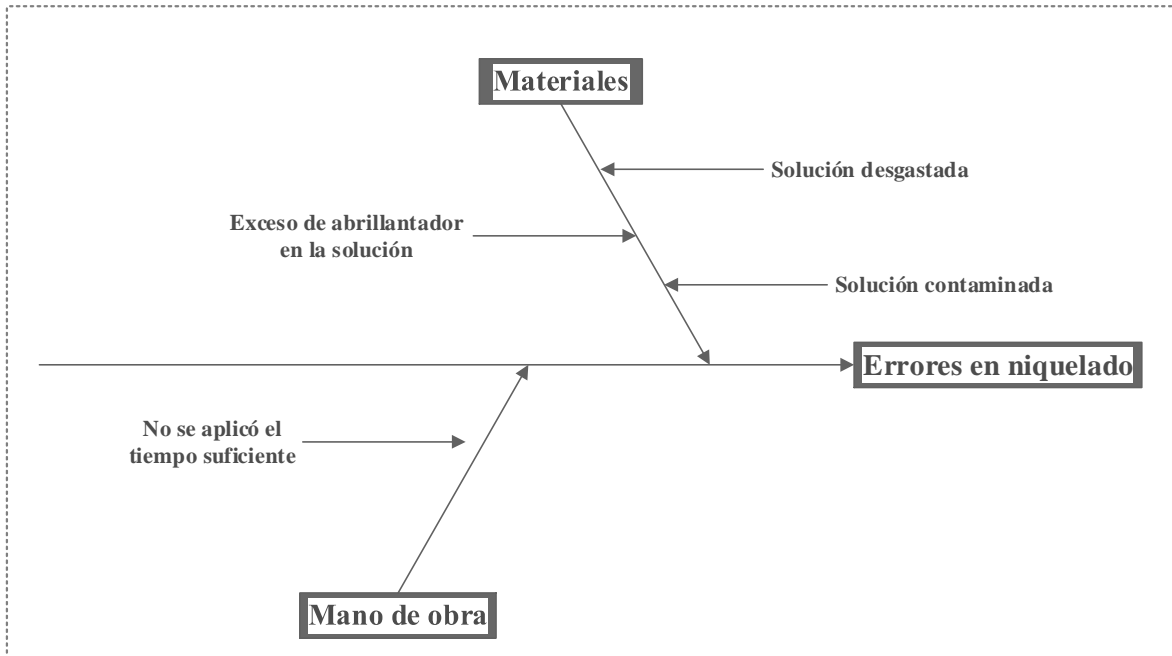 Materiales
Solución desgastada
Exceso de abrillantador
en la solución
Solución contaminada
Errores en niquelado
No se aplicó el
tiempo suficiente
Mano de obra